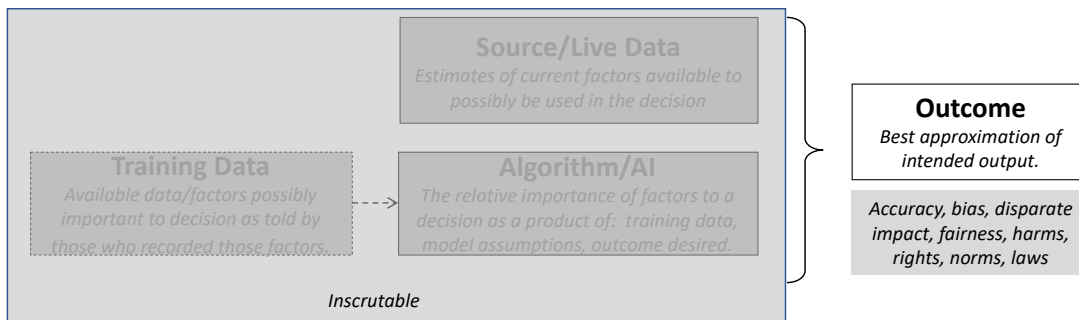 Source/Live Data
Estimates of current factors available to
possibly be used in the decision
Training Data
Available data/factors possibly
important to decision as told by
those who recorded those factors.
Algorithm/AI
The relative importance of factors to a
decision as a product of: training data,
model assumptions, outcome desired.
Inscrutable
Outcome
Best approximation of
intended output.
Accuracy, bias, disparate
impact, fairness, harms,
rights, norms, laws